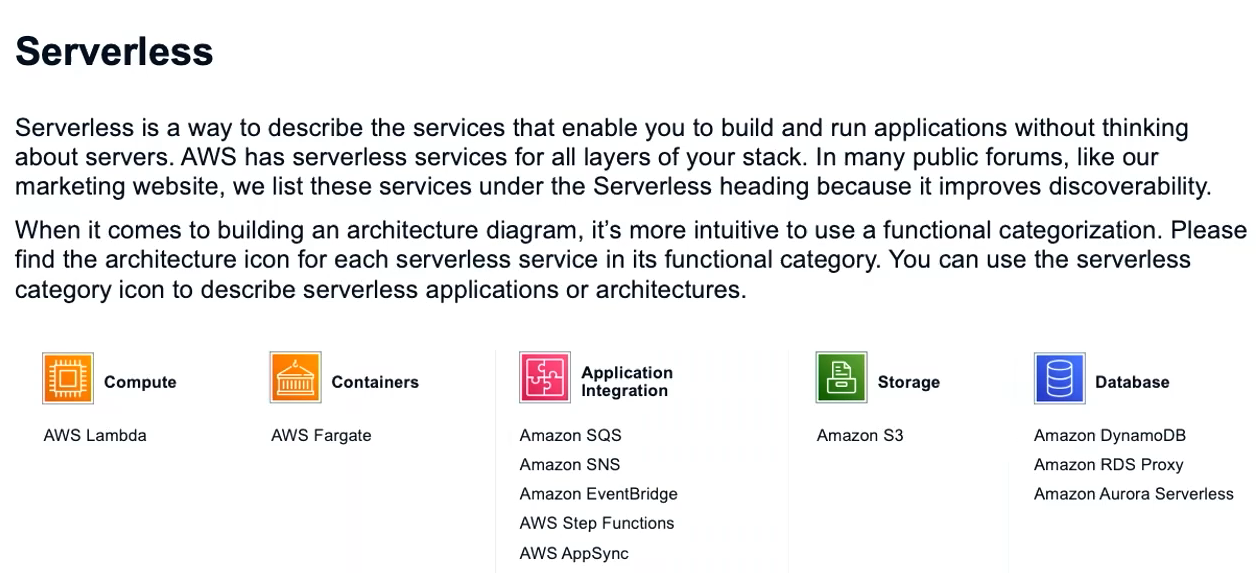 Serverless
Serverless is a way to describe the services that enable you to build and run applications without thinking
about servers. AWS has serverless services for all layers of your stack. In many public forums, like our
marketing website, we list these services under the Serverless heading because it improves discoverability.
When it comes to building an architecture diagram, it’s more intuitive to use a functional categorization. Please
find the architecture icon for each serverless service in its functional category. You can use the serverless
category icon to describe serverless applications or architectures.
Compute
AWS Lambda
Containers
AWS Fargate
Application
Integration
Amazon SQS
Amazon SNS
Amazon EventBridge
AWS Step Functions
AWS AppSync
Storage
Amazon S3
Database
Amazon DynamoDB
Amazon RDS Proxy
Amazon Aurora Serverless